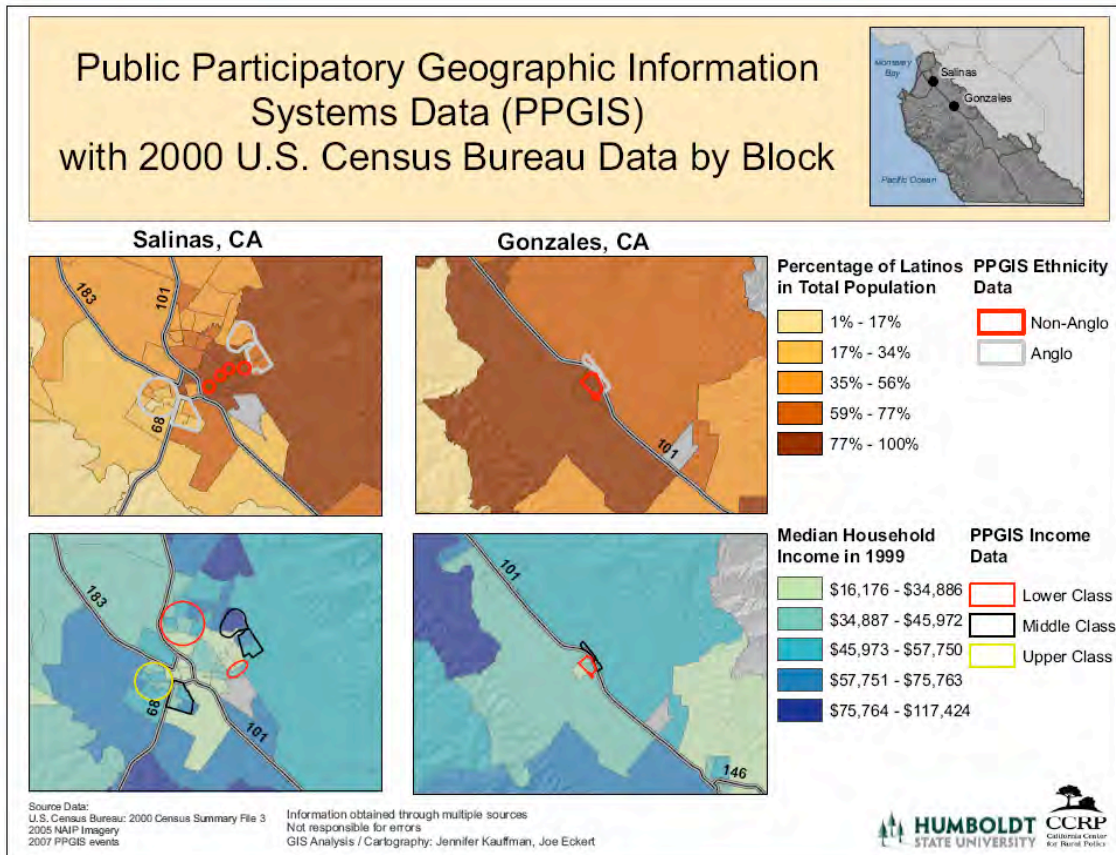 Public Participatory Geographic Information
Systems Data (PPGIS)
with 2000 U.S. Census Bureau Data by Block
Monterey
Bay
Salinas
Gonzales
Pacific Ocean
Salinas, CA
Gonzales, CA
183
101
68
101
Percentage of Latinos
in Total Population
1% - 17%
17% - 34%
35% - 56%
59% - 77%
77% - 100%
PPGIS Ethnicity
Data
Non-Anglo
Anglo
183
68
101
101
146
Median Household
Income in 1999
$16,176 - $34,886
$34,887 - $45,972
$45,973 - $57,750
$57,751 - $75,763
$75,764 - $117,424
PPGIS Income
Data
Lower Class
Middle Class
Upper Class
Source Data:
U.S. Census Bureau: 2000 Census Summary File 3
2005 NAIP Imagery
2007 PPGIS events
Information obtained through multiple sources
Not responsible for errors
GIS Analysis / Cartography: Jennifer Kauffman, Joe Eckert
HUMBOLDT
STATE UNIVERSITY
CCRP
California Center
for Rural Policy